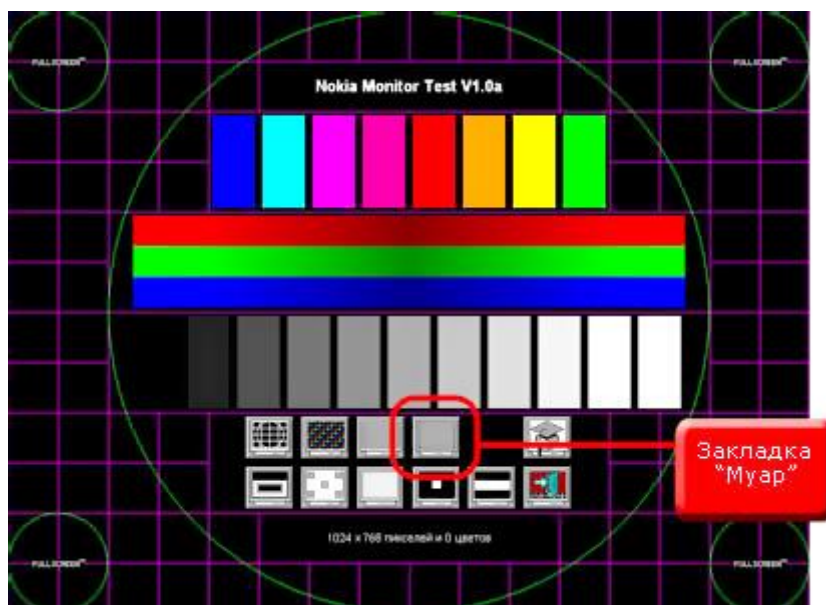 FULLSCREEN
FULLSCREEN
Nokia Monitor Test V1.0a
Закладка
"Муар"
1024 x 768 пикселей и 0 цветов
FULLSCREEN
FULLSCREEN